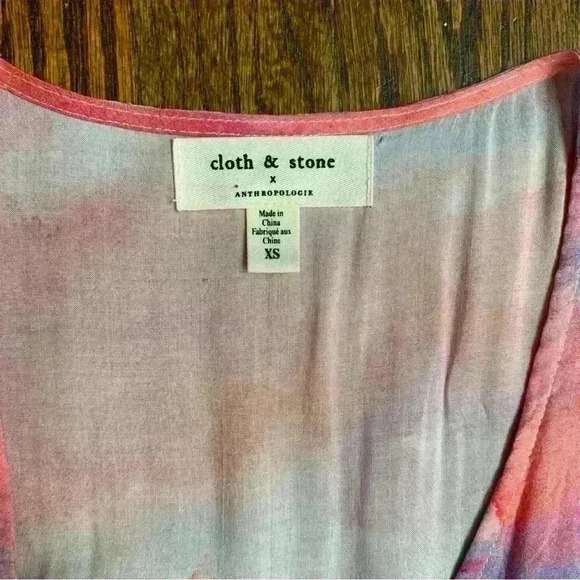 cloth & stone
x
ANTHROPOLOGIE
Made in
China
Fabriqué aux
Chine
XS